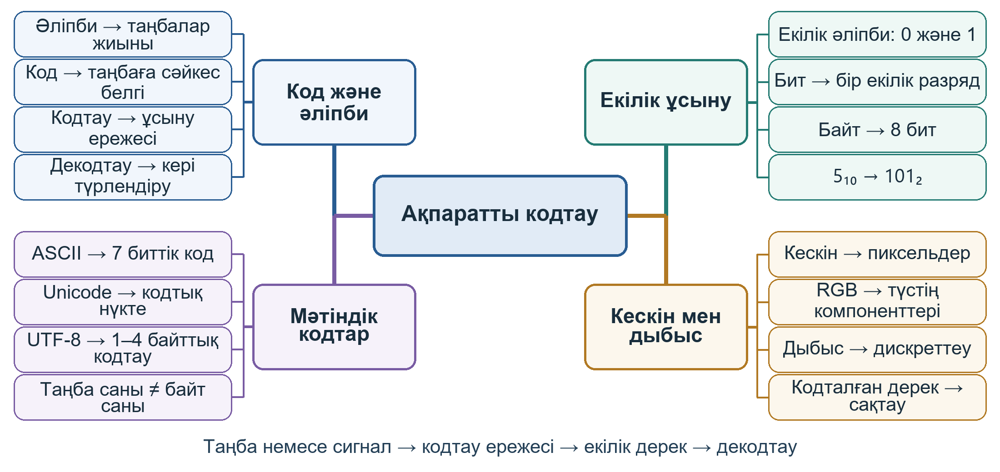 Әліпби → таңбалар
жиыны
Код → таңбаға сәйкес
белгі
Кодтау → ұсыну
ережесі
Декодтау → кері
түрлендіру
Код және
әліпби
Екілік ұсыну
Екілік әліпби: 0 және 1
Бит → бір екілік разряд
Байт → 8 бит
5₁₀ → 101₂
Ақпаратты кодтау
ASCII → 7 биттік код
Unicode → кодтық
нүкте
UTF-8 → 1–4 байттық
кодтау
Таңба саны ≠ байт
саны
Мәтіндік
кодтар
Кескін мен
дыбыс
Кескін → пиксельдер
RGB → түстің
компоненттері
Дыбыс → дискреттеу
Кодталған дерек →
сақтау
Таңба немесе сигнал → кодтау ережесі → екілік дерек → декодтау